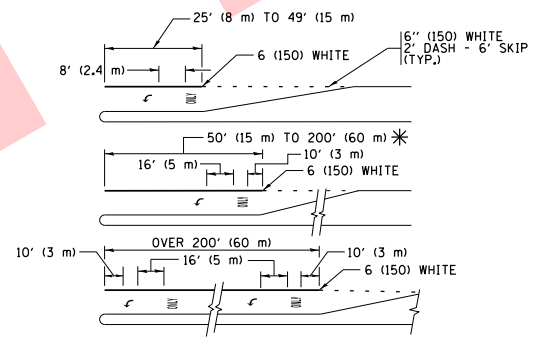 25' (8 m) TO 49' (15 m)
6" (150) WHITE
2' DASH - 6' SKIP
(TYP.)
6 (150) WHITE
8' (2.4 m)
ONLY
50' (15 m) TO 200' (60 m) ✳
16' (5 m)
10' (3 m)
6 (150) WHITE
ONLY
OVER 200' (60 m)
10' (3 m)
16' (5 m)
10' (3 m)
6 (150) WHITE
ONLY
ONLY